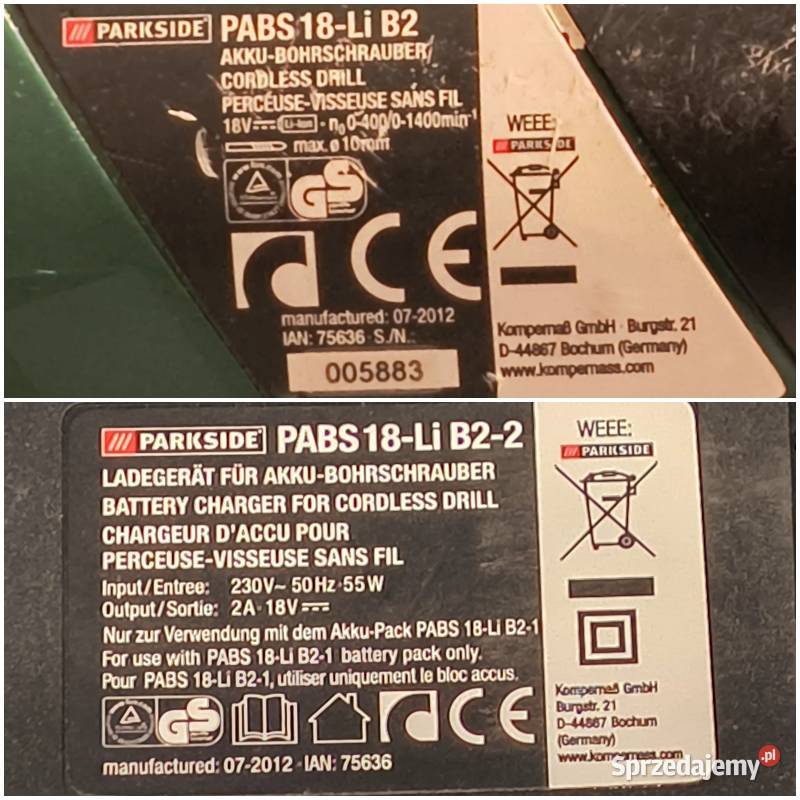 PARKSIDE PABS 18-Li B2
AKKU-BOHRSCHRAUBER
CORDLESS DRILL
PERCEUSE-VISSEUSE SANS FIL
18V⎓ Li-Ion · n₀ 0-400/0-1400min⁻¹
max. ø 10mm
GS
CE
manufactured: 07-2012
IAN: 75636 · S./N.:
005883
WEEE:
PARKSIDE
Kompernaß GmbH · Burgstr. 21
D-44867 Bochum (Germany)
www.kompernass.com
PARKSIDE PABS 18-Li B2-2
LADEGERÄT FÜR AKKU-BOHRSCHRAUBER
BATTERY CHARGER FOR CORDLESS DRILL
CHARGEUR D'ACCU POUR
PERCEUSE-VISSEUSE SANS FIL
Input/Entree: 230V~ 50Hz · 55W
Output/Sortie: 2A · 18V⎓
Nur zur Verwendung mit dem Akku-Pack PABS 18-Li B2-1
For use with PABS 18-Li B2-1 battery pack only.
Pour PABS 18-Li B2-1, utiliser uniquement le bloc accus.
GS
CE
manufactured: 07-2012 · IAN: 75636
WEEE:
PARKSIDE
Kompernaß GmbH
Burgstr. 21
D-44867 Bochum
(Germany)
www.kompernass.com
Sprzedajemy.pl